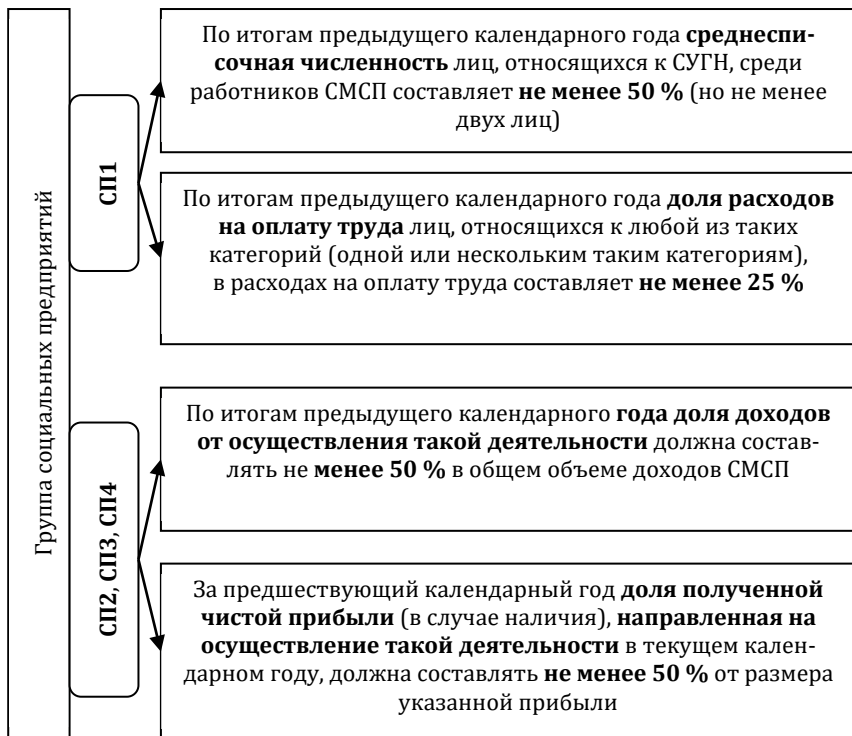 Группа социальных предприятий
СП1
По итогам предыдущего календарного года среднеспи-
сочная численность лиц, относящихся к СУГН, среди
работников СМСП составляет не менее 50 % (но не менее
двух лиц)
По итогам предыдущего календарного года доля расходов
на оплату труда лиц, относящихся к любой из таких
категорий (одной или нескольким таким категориям),
в расходах на оплату труда составляет не менее 25 %
СП2, СП3, СП4
По итогам предыдущего календарного года доля доходов
от осуществления такой деятельности должна состав-
лять не менее 50 % в общем объеме доходов СМСП
За предшествующий календарный год доля полученной
чистой прибыли (в случае наличия), направленная на
осуществление такой деятельности в текущем кален-
дарном году, должна составлять не менее 50 % от размера
указанной прибыли